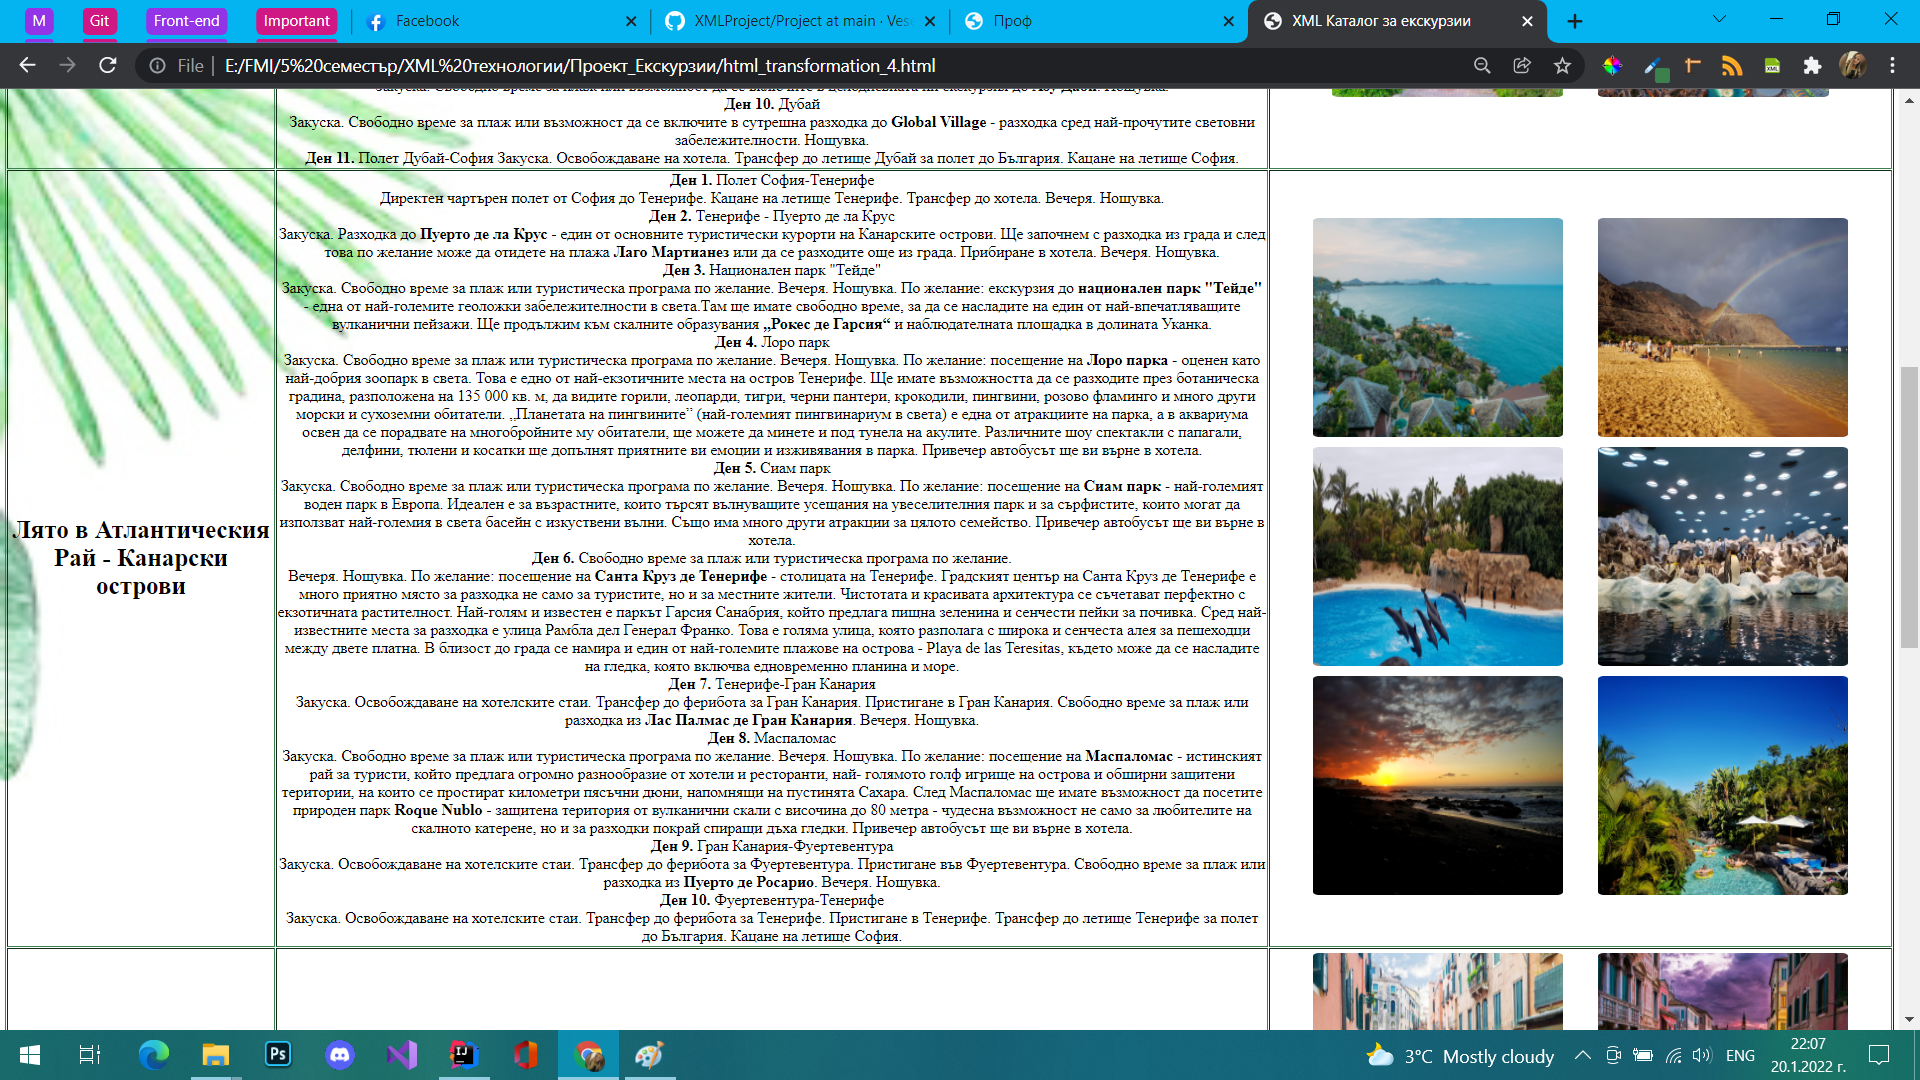 M Git Front-end Important Facebook XMLProject/Project at main · Vese Проф XML Каталог за екскурзии
File E:/FMI/5%20семестър/XML%20технологии/Проект_Екскурзии/html_transformation_4.html
Ден 10. Дубай
Закуска. Свободно време за плаж или възможност да се включите в сутрешна разходка до Global Village - разходка сред най-прочутите световни
забележителности. Нощувка.
Ден 11. Полет Дубай-София Закуска. Освобождаване на хотела. Трансфер до летище Дубай за полет до България. Кацане на летище София.
Лято в Атлантическия
Рай - Канарски
острови
Ден 1. Полет София-Тенерифе
Директен чартърен полет от София до Тенерифе. Кацане на летище Тенерифе. Трансфер до хотела. Вечеря. Нощувка.
Ден 2. Тенерифе - Пуерто де ла Крус
Закуска. Разходка до Пуерто де ла Крус - един от основните туристически курорти на Канарските острови. Ще започнем с разходка из града и след
това по желание може да отидете на плажа Лаго Мартианез или да се разходите още из града. Прибиране в хотела. Вечеря. Нощувка.
Ден 3. Национален парк "Тейде"
Закуска. Свободно време за плаж или туристическа програма по желание. Вечеря. Нощувка. По желание: екскурзия до национален парк "Тейде"
- една от най-големите геоложки забележителности в света.Там ще имате свободно време, за да се насладите на един от най-впечатляващите
вулканични пейзажи. Ще продължим към скалните образувания „Рокес де Гарсия“ и наблюдателната площадка в долината Уканка.
Ден 4. Лоро парк
Закуска. Свободно време за плаж или туристическа програма по желание. Вечеря. Нощувка. По желание: посещение на Лоро парка - оценен като
най-добрия зоопарк в света. Това е едно от най-екзотичните места на остров Тенерифе. Ще имате възможността да се разходите през ботаническа
градина, разположена на 135 000 кв. м, да видите горили, леопарди, тигри, черни пантери, крокодили, пингвини, розово фламинго и много други
морски и сухоземни обитатели. „Планетата на пингвините” (най-големият пингвинариум в света) е една от атракциите на парка, а в аквариума
освен да се порадвате на многобройните му обитатели, ще можете да минете и под тунела на акулите. Различните шоу спектакли с папагали,
делфини, тюлени и косатки ще допълнят приятните ви емоции и изживявания в парка. Привечер автобусът ще ви върне в хотела.
Ден 5. Сиам парк
Закуска. Свободно време за плаж или туристическа програма по желание. Вечеря. Нощувка. По желание: посещение на Сиам парк - най-големият
воден парк в Европа. Идеален е за възрастните, които търсят вълнуващите усещания на увеселителния парк и за сърфистите, които могат да
използват най-големия в света басейн с изкуствени вълни. Също има много други атракции за цялото семейство. Привечер автобусът ще ви върне в
хотела.
Ден 6. Свободно време за плаж или туристическа програма по желание.
Вечеря. Нощувка. По желание: посещение на Санта Круз де Тенерифе - столицата на Тенерифе. Градският център на Санта Круз де Тенерифе е
много приятно място за разходка не само за туристите, но и за местните жители. Чистотата и красивата архитектура се съчетават перфектно с
екзотичната растителност. Най-голям и известен е паркът Гарсия Санабрия, който предлага пищна зеленина и сенчести пейки за почивка. Сред най-
известните места за разходка е улица Рамбла дел Генерал Франко. Това е голяма улица, която разполага с широка и сенчеста алея за пешеходци
между двете платна. В близост до града се намира и един от най-големите плажове на острова - Playa de las Teresitas, където може да се насладите
на гледка, която включва едновременно планина и море.
Ден 7. Тенерифе-Гран Канария
Закуска. Освобождаване на хотелските стаи. Трансфер до ферибота за Гран Канария. Пристигане в Гран Канария. Свободно време за плаж или
разходка из Лас Палмас де Гран Канария. Вечеря. Нощувка.
Ден 8. Маспаломас
Закуска. Свободно време за плаж или туристическа програма по желание. Вечеря. Нощувка. По желание: посещение на Маспаломас - истинският
рай за туристи, който предлага огромно разнообразие от хотели и ресторанти, най- голямото голф игрище на острова и обширни защитени
територии, на които се простират километри пясъчни дюни, напомнящи на пустинята Сахара. След Маспаломас ще имате възможност да посетите
природен парк Roque Nublo - защитена територия от вулканични скали с височина до 80 метра - чудесна възможност не само за любителите на
скалното катерене, но и за разходки покрай спиращи дъха гледки. Привечер автобусът ще ви върне в хотела.
Ден 9. Гран Канария-Фуертевентура
Закуска. Освобождаване на хотелските стаи. Трансфер до ферибота за Фуертевентура. Пристигане във Фуертевентура. Свободно време за плаж или
разходка из Пуерто де Росарио. Вечеря. Нощувка.
Ден 10. Фуертевентура-Тенерифе
Закуска. Освобождаване на хотелските стаи. Трансфер до ферибота за Тенерифе. Пристигане в Тенерифе. Трансфер до летище Тенерифе за полет
до България. Кацане на летище София.
3°C Mostly cloudy ENG 22:07
20.1.2022 г.